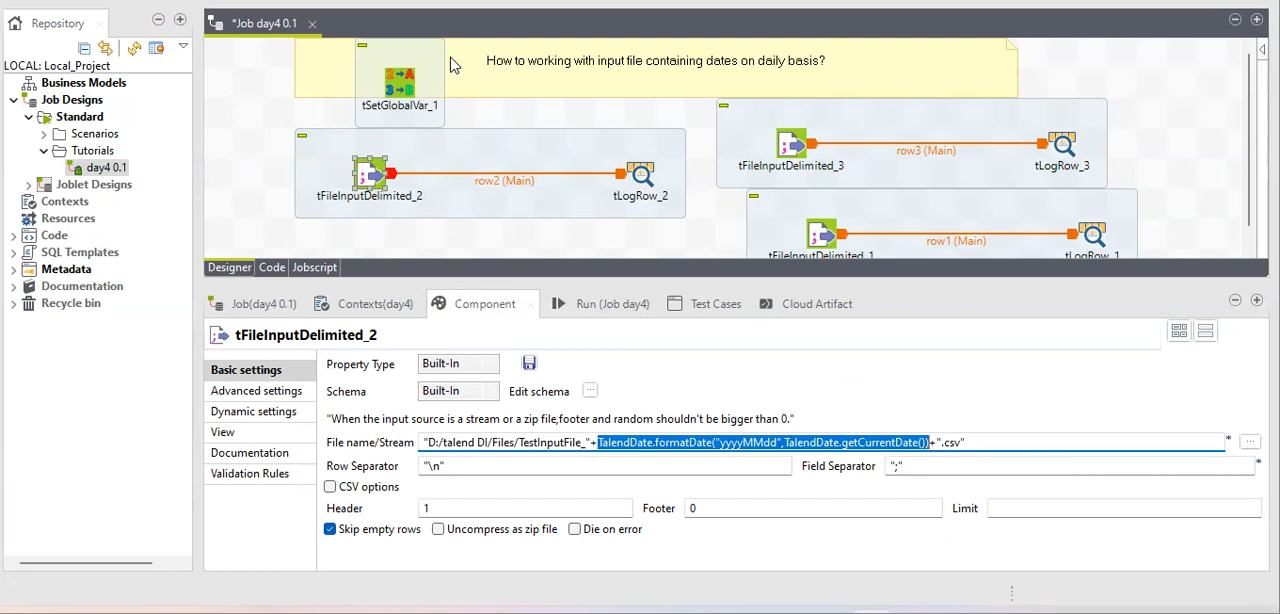 Repository
LOCAL: Local_Project
Business Models
Job Designs
Standard
Scenarios
Tutorials
day4 0.1
Joblet Designs
Contexts
Resources
Code
SQL Templates
Metadata
Documentation
Recycle bin
*Job day4 0.1
How to working with input file containing dates on daily basis?
2→A
3→B
tSetGlobalVar_1
row2 (Main)
tFileInputDelimited_2
tLogRow_2
row3 (Main)
tFileInputDelimited_3
tLogRow_3
row1 (Main)
tFileInputDelimited_1
tLogRow_1
Designer Code Jobscript
Job(day4 0.1) Contexts(day4) Component Run (Job day4) Test Cases Cloud Artifact
tFileInputDelimited_2
Basic settings
Advanced settings
Dynamic settings
View
Documentation
Validation Rules
Property Type Built-In
Schema Built-In Edit schema ...
"When the input source is a stream or a zip file,footer and random shouldn't be bigger than 0."
File name/Stream "D:/talend DI/Files/TestInputFile_"+TalendDate.formatDate("yyyyMMdd",TalendDate.getCurrentDate())+".csv" * ...
Row Separator "\n" Field Separator ";" *
CSV options
Header 1 Footer 0 Limit
Skip empty rows Uncompress as zip file Die on error